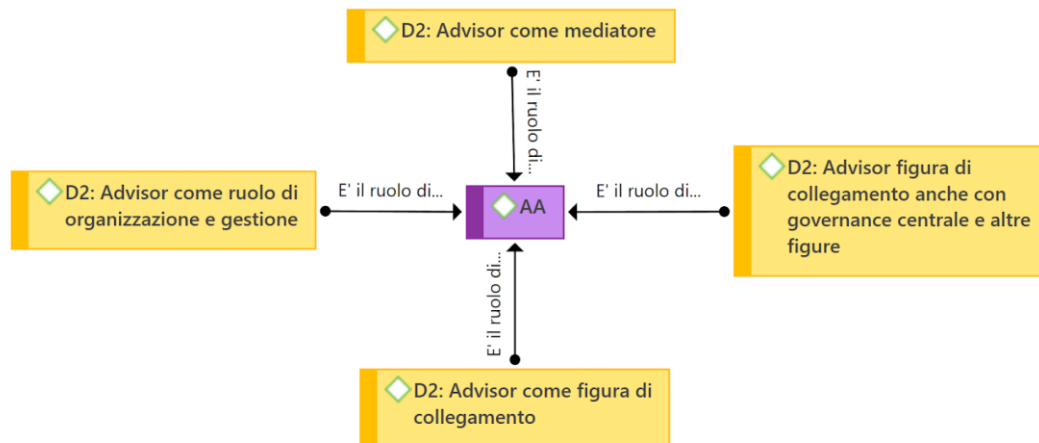 D2: Advisor come mediatore
E' il ruolo di...
D2: Advisor come ruolo di
organizzazione e gestione
E' il ruolo di...
AA
E' il ruolo di...
D2: Advisor figura di
collegamento anche con
governance centrale e altre
figure
E' il ruolo di...
D2: Advisor come figura di
collegamento